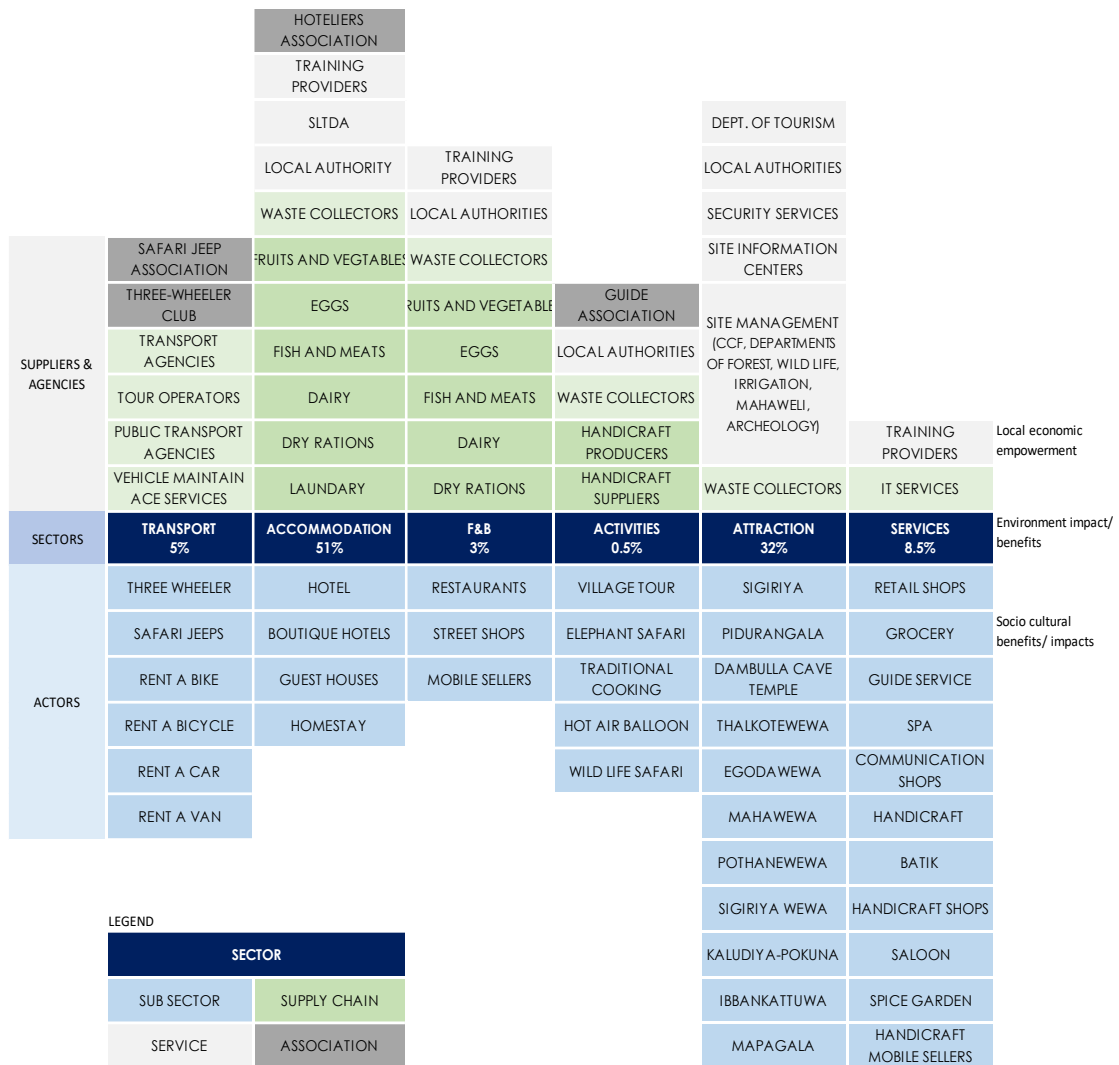 HOTELIERS
ASSOCIATION
TRAINING
PROVIDERS
SLTDA
DEPT. OF TOURISM
LOCAL AUTHORITY
TRAINING
PROVIDERS
LOCAL AUTHORITIES
WASTE COLLECTORS
LOCAL AUTHORITIES
SECURITY SERVICES
SUPPLIERS &
AGENCIES
SAFARI JEEP
ASSOCIATION
FRUITS AND VEGTABLES
WASTE COLLECTORS
SITE INFORMATION
CENTERS
THREE-WHEELER
CLUB
EGGS
RUITS AND VEGETABLE
GUIDE
ASSOCIATION
SITE MANAGEMENT
(CCF, DEPARTMENTS
OF FOREST, WILD LIFE,
IRRIGATION,
MAHAWELI,
ARCHEOLOGY)
TRANSPORT
AGENCIES
FISH AND MEATS
EGGS
LOCAL AUTHORITIES
TOUR OPERATORS
DAIRY
FISH AND MEATS
WASTE COLLECTORS
PUBLIC TRANSPORT
AGENCIES
DRY RATIONS
DAIRY
HANDICRAFT
PRODUCERS
TRAINING
PROVIDERS
Local economic
empowerment
VEHICLE MAINTAIN
ACE SERVICES
LAUNDARY
DRY RATIONS
HANDICRAFT
SUPPLIERS
WASTE COLLECTORS
IT SERVICES
SECTORS
TRANSPORT
5%
ACCOMMODATION
51%
F&B
3%
ACTIVITIES
0.5%
ATTRACTION
32%
SERVICES
8.5%
Environment impact/
benefits
ACTORS
THREE WHEELER
HOTEL
RESTAURANTS
VILLAGE TOUR
SIGIRIYA
RETAIL SHOPS
SAFARI JEEPS
BOUTIQUE HOTELS
STREET SHOPS
ELEPHANT SAFARI
PIDURANGALA
GROCERY
Socio cultural
benefits/ impacts
RENT A BIKE
GUEST HOUSES
MOBILE SELLERS
TRADITIONAL
COOKING
DAMBULLA CAVE
TEMPLE
GUIDE SERVICE
RENT A BICYCLE
HOMESTAY
HOT AIR BALLOON
THALKOTEWEWA
SPA
RENT A CAR
WILD LIFE SAFARI
EGODAWEWA
COMMUNICATION
SHOPS
RENT A VAN
MAHAWEWA
HANDICRAFT
POTHANEWEWA
BATIK
SIGIRIYA WEWA
HANDICRAFT SHOPS
KALUDIYA-POKUNA
SALOON
IBBANKATTUWA
SPICE GARDEN
MAPAGALA
HANDICRAFT
MOBILE SELLERS
LEGEND
SECTOR
SUB SECTOR
SUPPLY CHAIN
SERVICE
ASSOCIATION